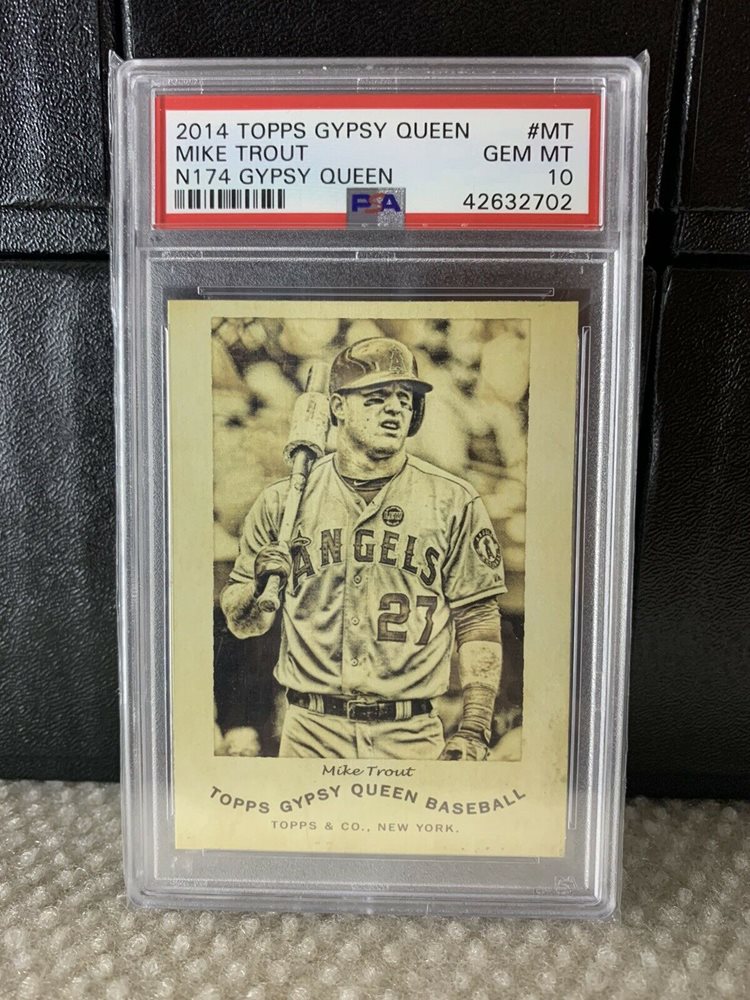 2014 TOPPS GYPSY QUEEN #MT
MIKE TROUT GEM MT
N174 GYPSY QUEEN 10
PSA 42632702
ANGELS
27
Mike Trout
TOPPS GYPSY QUEEN BASEBALL
TOPPS & CO., NEW YORK.